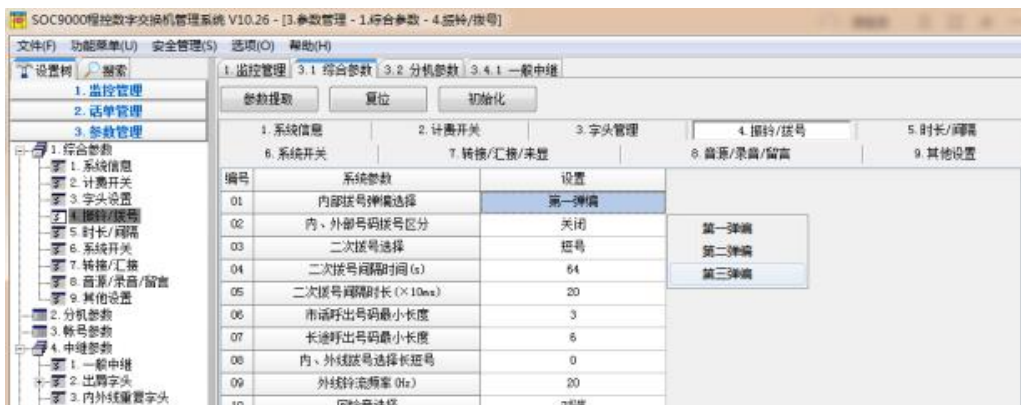 SOC9000程控数字交换机管理系统 V10.26 - [3.参数管理 - 1.综合参数 - 4.振铃/拨号]
文件(F) 功能菜单(U) 安全管理(S) 选项(O) 帮助(H)
设置树 搜索
1.监控管理 3.1 综合参数 3.2 分机参数 3.4.1 一般中继
1.监控管理
2.话单管理
3.参数管理
1.综合参数
1.系统信息
2.计费开关
3.字头设置
4.振铃/拨号
5.时长/间隔
6.系统开关
7.转接/汇接
8.音源/录音/留言
9.其他设置
2.分机参数
3.帐号参数
4.中继参数
1.一般中继
2.出局字头
3.内外线重置字头
参数提取 复位 初始化
1.系统信息 2.计费开关 3.字头管理 4.振铃/拨号 5.时长/间隔
6.系统开关 7.转接/汇接/来显 8.音源/录音/留言 9.其他设置
编号 系统参数 设置
01 内部拨号弹编选择 第一弹编
02 内、外部号码拨号区分 关闭
03 二次拨号选择 短号
04 二次拨号间隔时间(s) 64
05 二次拨号间隔时长(×10ms) 20
06 市话呼出号码最小长度 3
07 长途呼出号码最小长度 6
08 内、外线拨号选择长短号 0
09 外线铃流频率(Hz) 20
10 回铃音选择
第一弹编
第二弹编
第三弹编